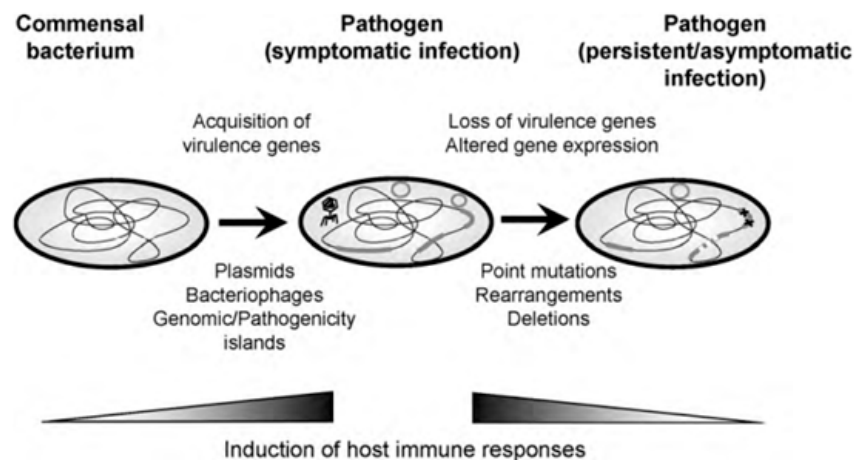 Commensal
bacterium
Pathogen
(symptomatic infection)
Pathogen
(persistent/asymptomatic
infection)
Acquisition of
virulence genes
Loss of virulence genes
Altered gene expression
Plasmids
Bacteriophages
Genomic/Pathogenicity
islands
Point mutations
Rearrangements
Deletions
Induction of host immune responses